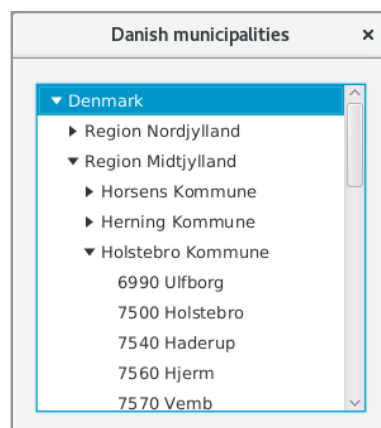 Danish municipalities
Denmark
Region Nordjylland
Region Midtjylland
Horsens Kommune
Herning Kommune
Holstebro Kommune
6990 Ulfborg
7500 Holstebro
7540 Haderup
7560 Hjerm
7570 Vemb